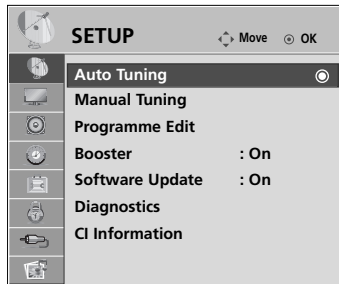 SETUP Move OK
Auto Tuning
Manual Tuning
Programme Edit
Booster : On
Software Update : On
Diagnostics
CI Information